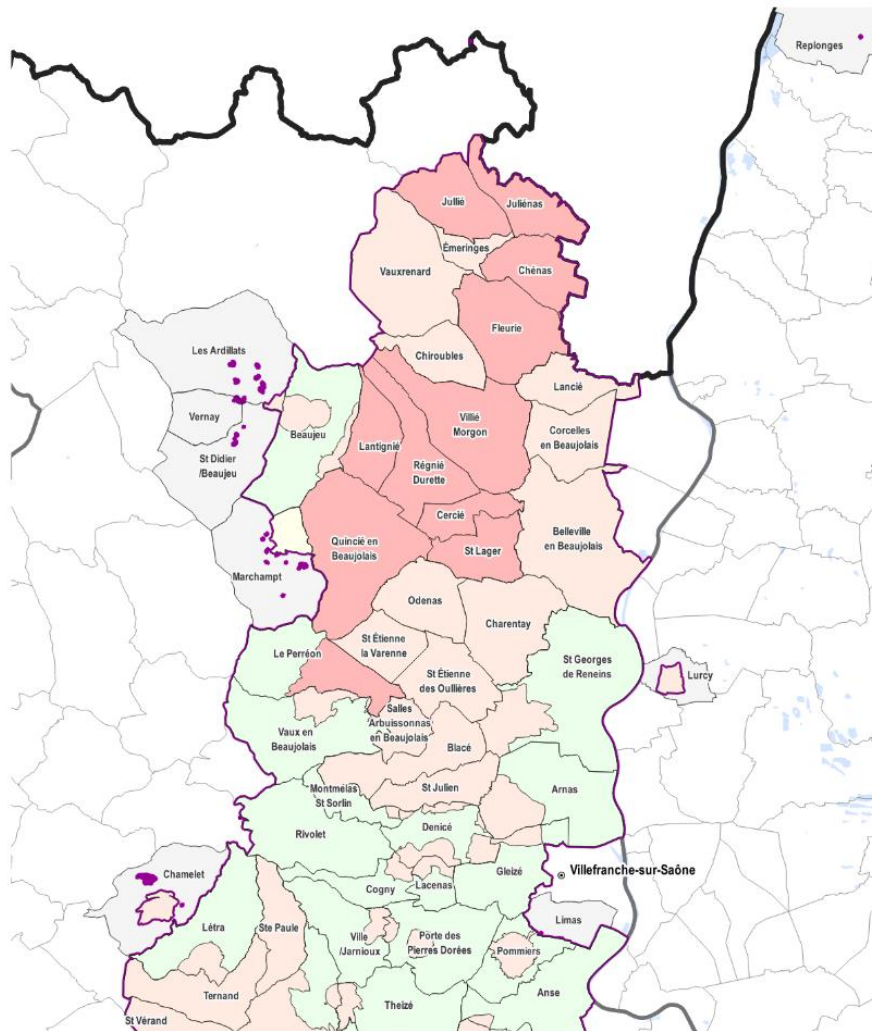 Replonges
Jullié
Juliénas
Émeringes
Vauxrenard
Chénas
Fleurie
Chiroubles
Les Ardillats
Lancié
Vernay
Beaujeu
Villié
Morgon
Corcelles
en Beaujolais
Lantignié
St Didier
/Beaujeu
Régnié
Durette
Cercié
Quincié en
Beaujolais
St Lager
Belleville
en Beaujolais
Marchampt
Odenas
Charentay
Le Perréon
St Étienne
la Varenne
St Georges
de Reneins
St Étienne
des Oullières
Lurcy
Salles
Arbuissonnas
en Beaujolais
Vaux en
Beaujolais
Blacé
Montmélas
St Sorlin
St Julien
Arnas
Rivolet
Denicé
Chamelet
Gleizé
Villefranche-sur-Saône
Cogny
Lacenas
Limas
Létra
Ste Paule
Ville
/Jarnioux
Porte des
Pierres Dorées
Pommiers
Ternand
Theizé
Anse
St Vérand